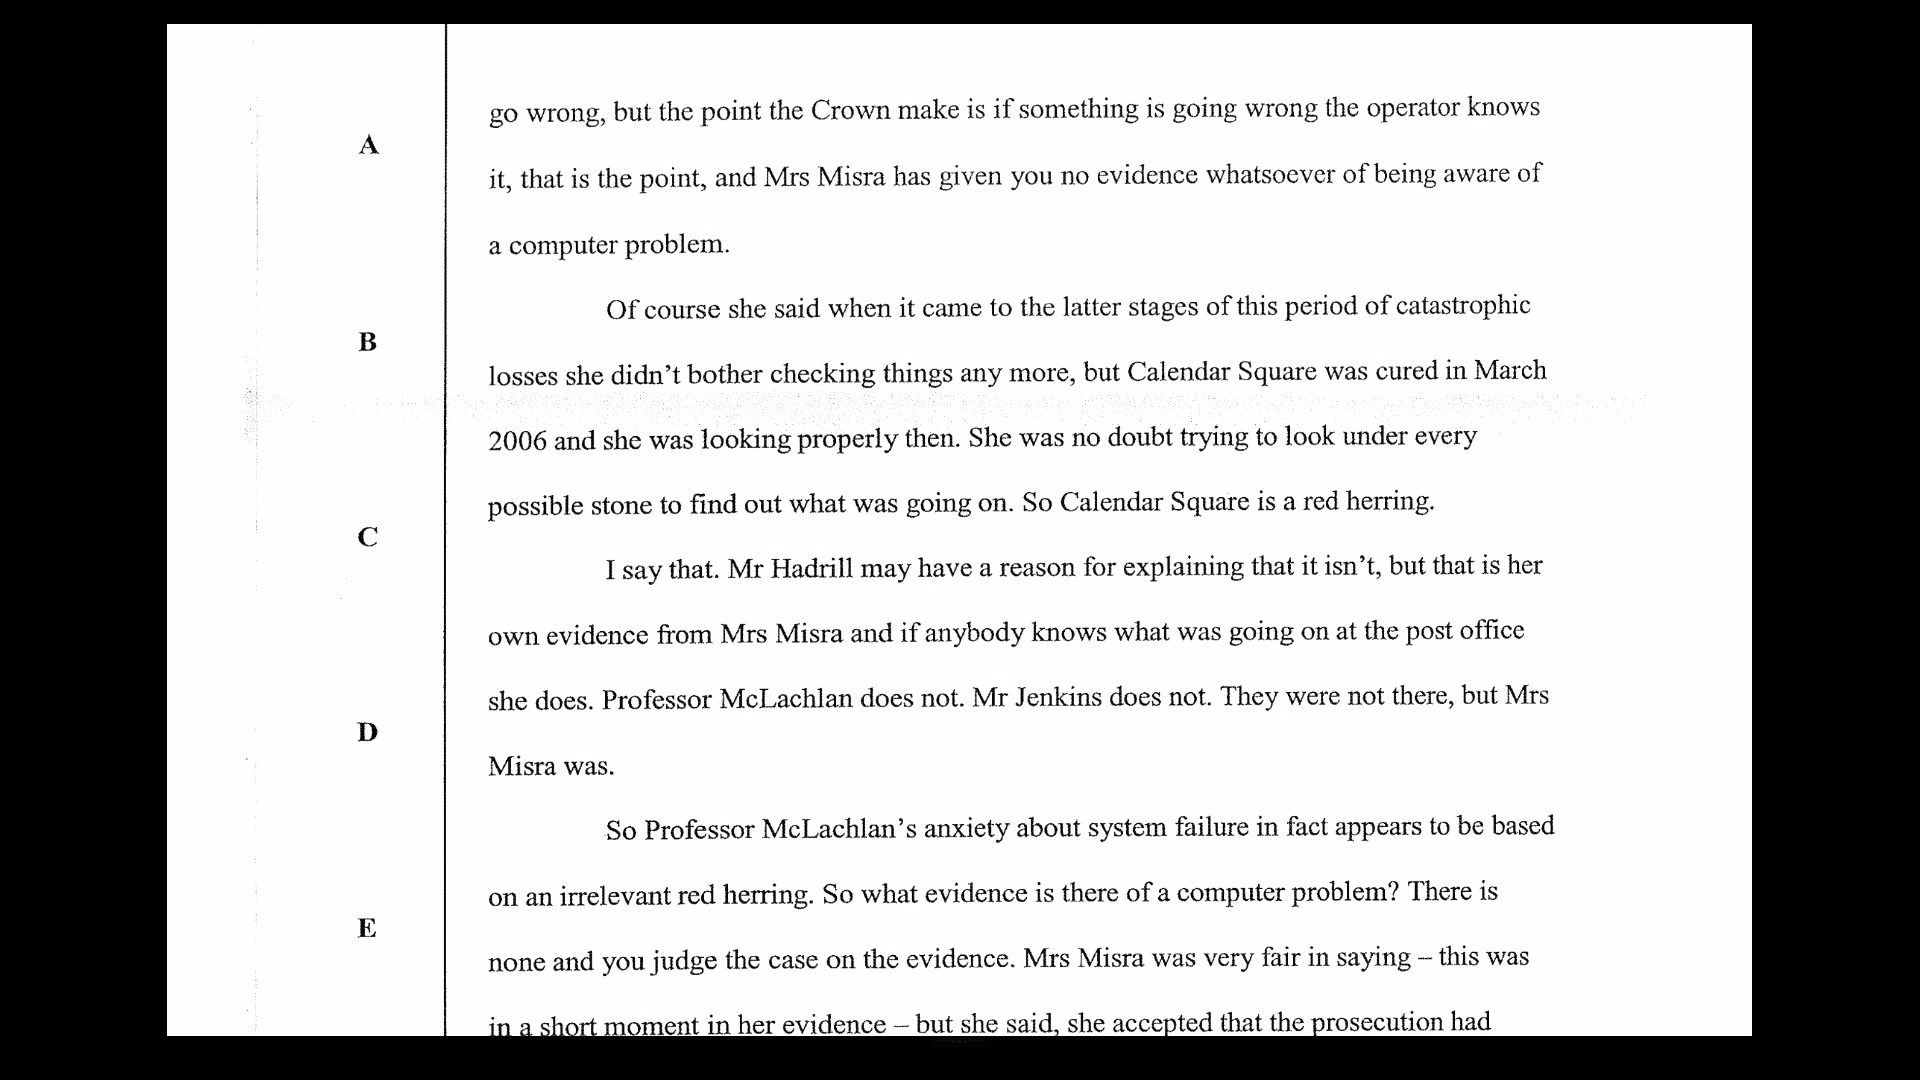 go wrong, but the point the Crown make is if something is going wrong the operator knows
A
it, that is the point, and Mrs Misra has given you no evidence whatsoever of being aware of
a computer problem.
Of course she said when it came to the latter stages of this period of catastrophic
B
losses she didn't bother checking things any more, but Calendar Square was cured in March
2006 and she was looking properly then. She was no doubt trying to look under every
possible stone to find out what was going on. So Calendar Square is a red herring.
C
I say that. Mr Hadrill may have a reason for explaining that it isn't, but that is her
own evidence from Mrs Misra and if anybody knows what was going on at the post office
she does. Professor McLachlan does not. Mr Jenkins does not. They were not there, but Mrs
D
Misra was.
So Professor McLachlan's anxiety about system failure in fact appears to be based
on an irrelevant red herring. So what evidence is there of a computer problem? There is
E
none and you judge the case on the evidence. Mrs Misra was very fair in saying – this was
in a short moment in her evidence – but she said, she accepted that the prosecution had